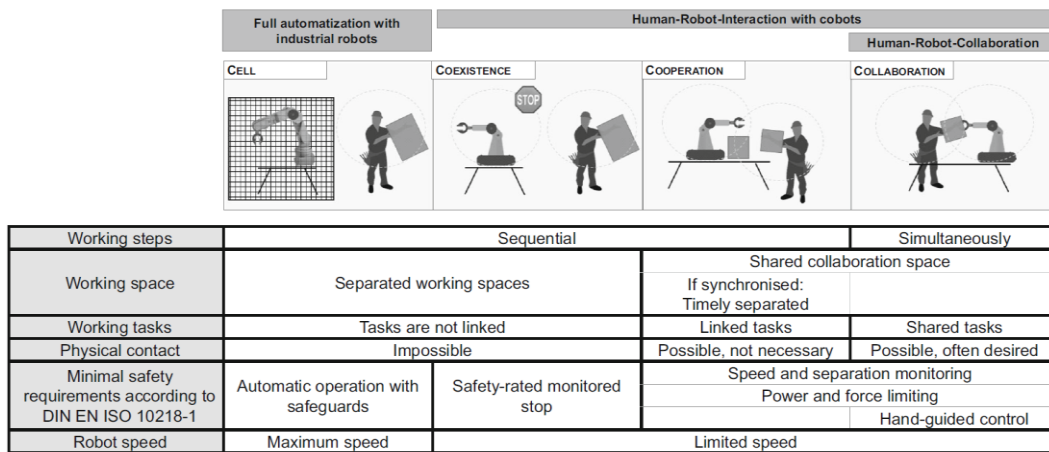 Full automatization with
industrial robots
Human-Robot-Interaction with cobots
Human-Robot-Collaboration
CELL
COEXISTENCE
COOPERATION
COLLABORATION
STOP
Working steps
Sequential
Simultaneously
Working space
Separated working spaces
Shared collaboration space
If synchronised:
Timely separated
Working tasks
Tasks are not linked
Linked tasks
Shared tasks
Physical contact
Impossible
Possible, not necessary
Possible, often desired
Minimal safety
requirements according to
DIN EN ISO 10218-1
Automatic operation with
safeguards
Safety-rated monitored
stop
Speed and separation monitoring
Power and force limiting
Hand-guided control
Robot speed
Maximum speed
Limited speed